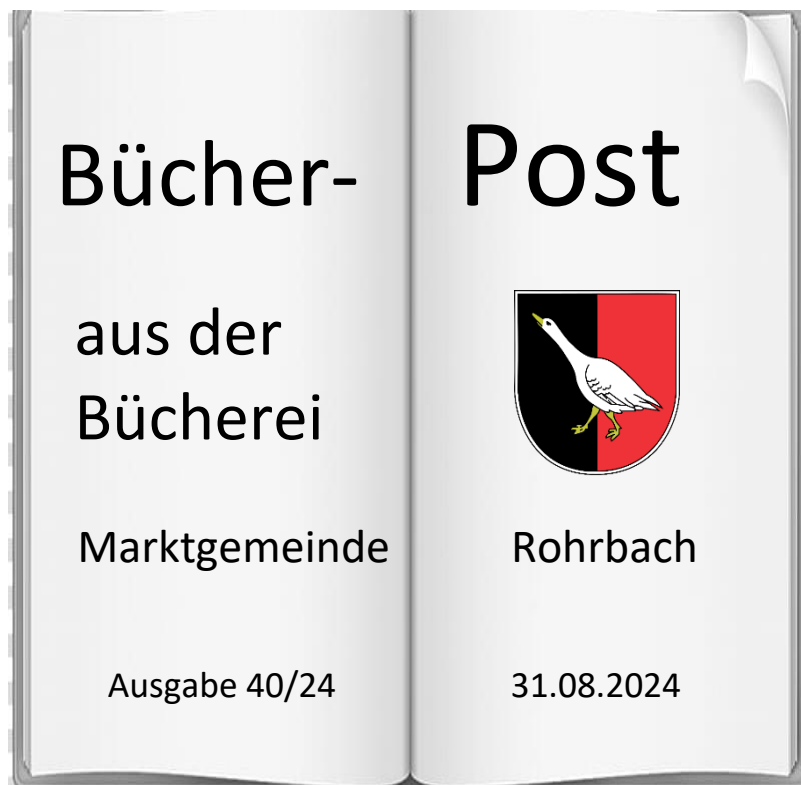 Bücher-
aus der
Bücherei
Marktgemeinde
Ausgabe 40/24
Post
Rohrbach
31.08.2024